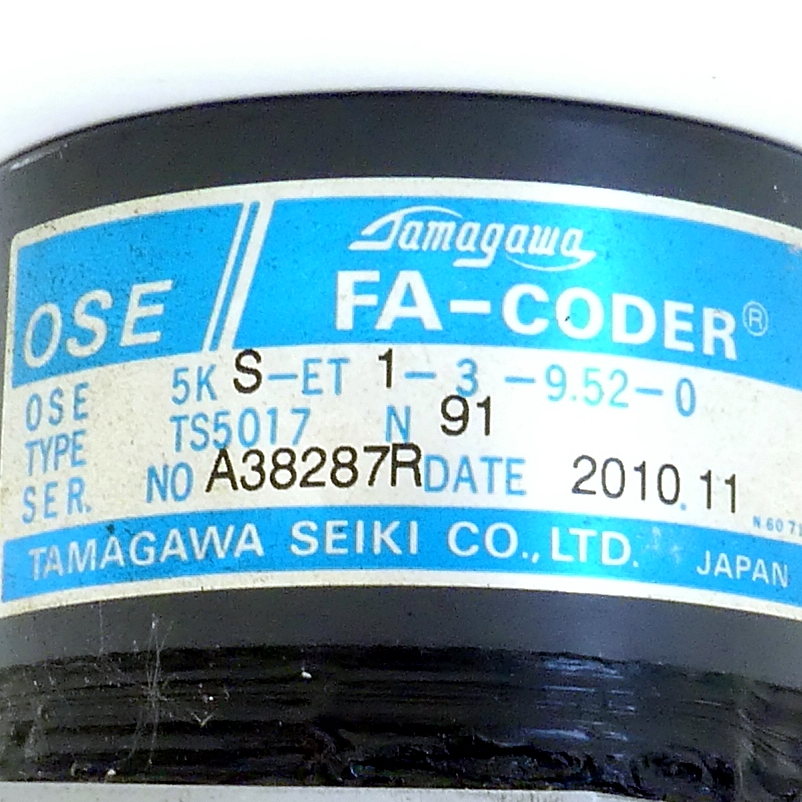 Tamagawa
OSE FA-CODER®
OSE 5K S-ET 1-3-9.52-0
TYPE TS5017 N 91
SER. NO A38287R DATE 2010.11
TAMAGAWA SEIKI CO., LTD. JAPAN